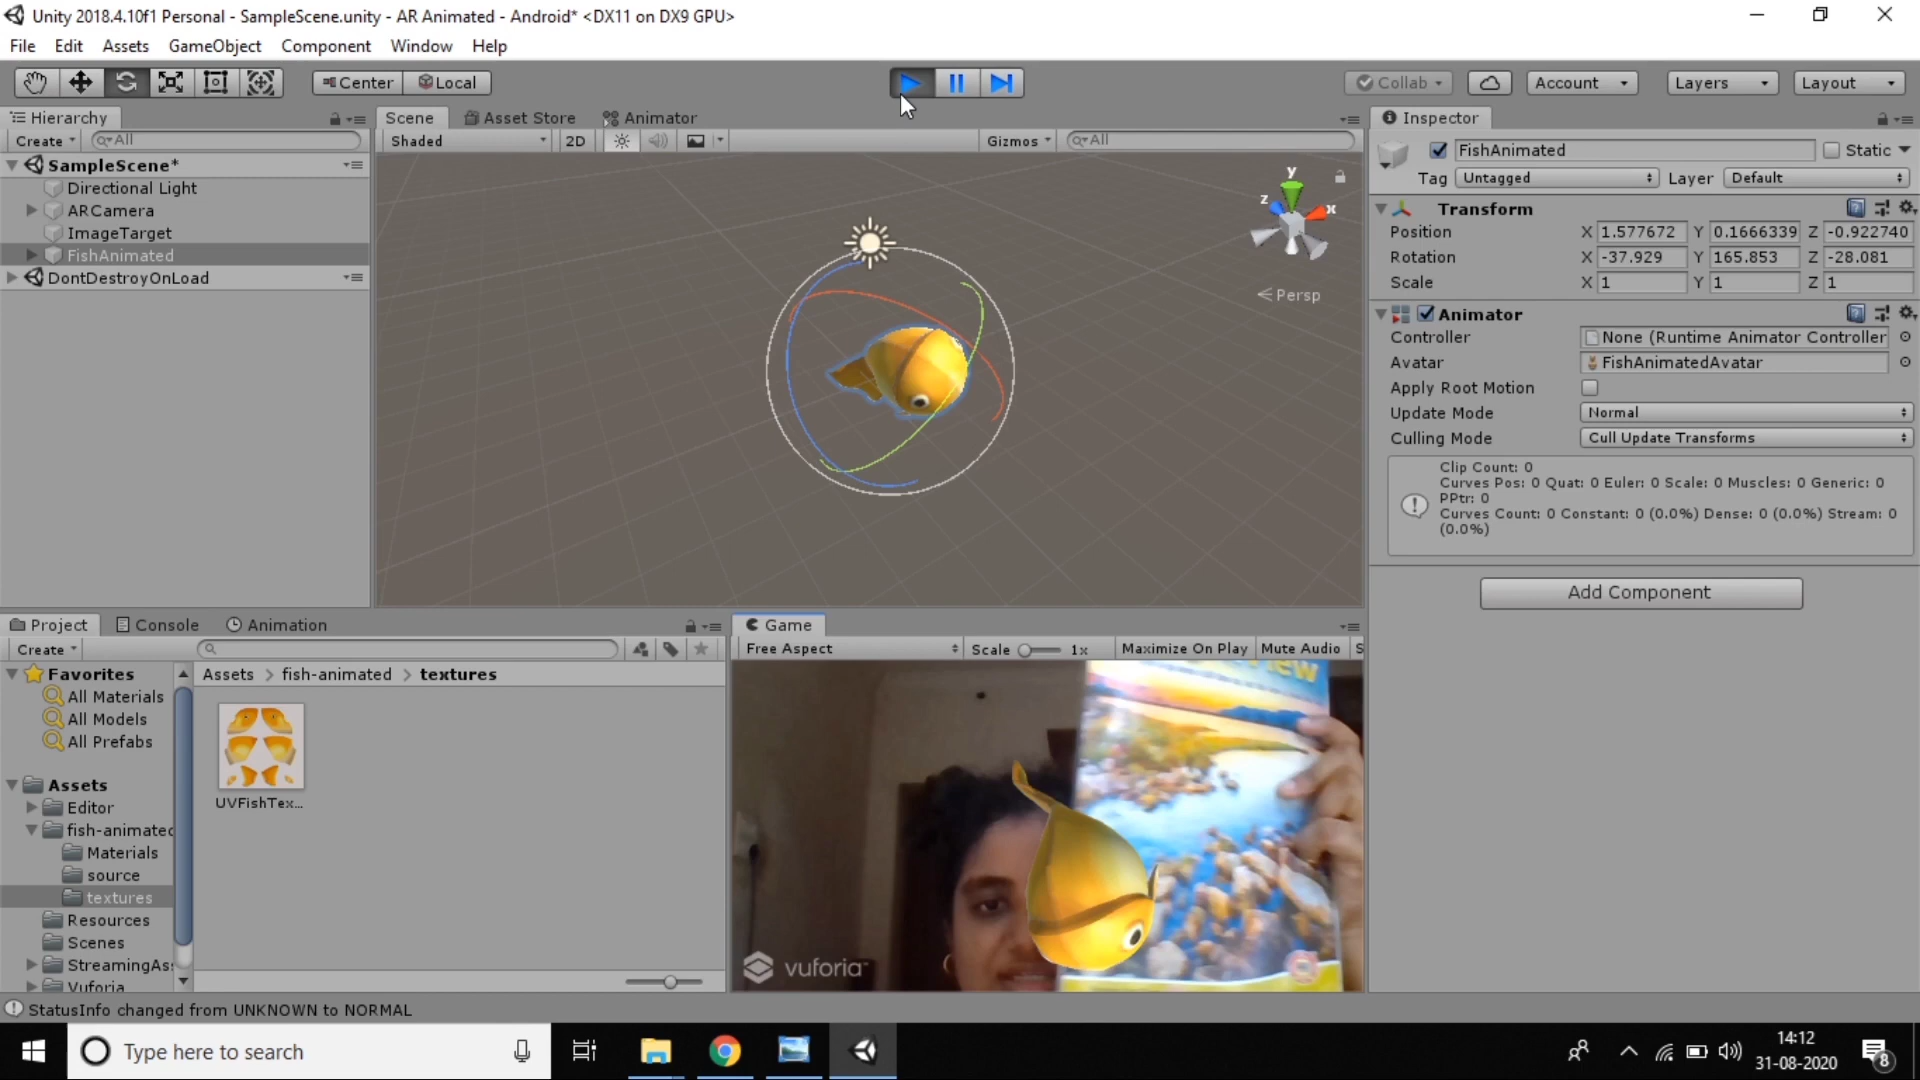 Unity 2018.4.10f1 Personal - SampleScene.unity - AR Animated - Android* <DX11 on DX9 GPU>
File Edit Assets GameObject Component Window Help
Center Local Collab Account Layers Layout
Hierarchy
Create All
SampleScene*
Directional Light
ARCamera
ImageTarget
FishAnimated
DontDestroyOnLoad
Scene Asset Store Animator
Shaded 2D Gizmos All
y
z x
Persp
Inspector
FishAnimated Static
Tag Untagged Layer Default
Transform
Position X 1.577672 Y 0.1666339 Z -0.922740
Rotation X -37.929 Y 165.853 Z -28.081
Scale X 1 Y 1 Z 1
Animator
Controller None (Runtime Animator Controller
Avatar FishAnimatedAvatar
Apply Root Motion
Update Mode Normal
Culling Mode Cull Update Transforms
Clip Count: 0
Curves Pos: 0 Quat: 0 Euler: 0 Scale: 0 Muscles: 0 Generic: 0
PPtr: 0
Curves Count: 0 Constant: 0 (0.0%) Dense: 0 (0.0%) Stream: 0
(0.0%)
Add Component
Project Console Animation
Create
Favorites
All Materials
All Models
All Prefabs
Assets
Editor
fish-animated
Materials
source
textures
Resources
Scenes
StreamingAs
Vuforia
Assets > fish-animated > textures
UVFishTex...
Game
Free Aspect Scale 1x Maximize On Play Mute Audio S
vuforia
StatusInfo changed from UNKNOWN to NORMAL
Type here to search
14:12
31-08-2020
8